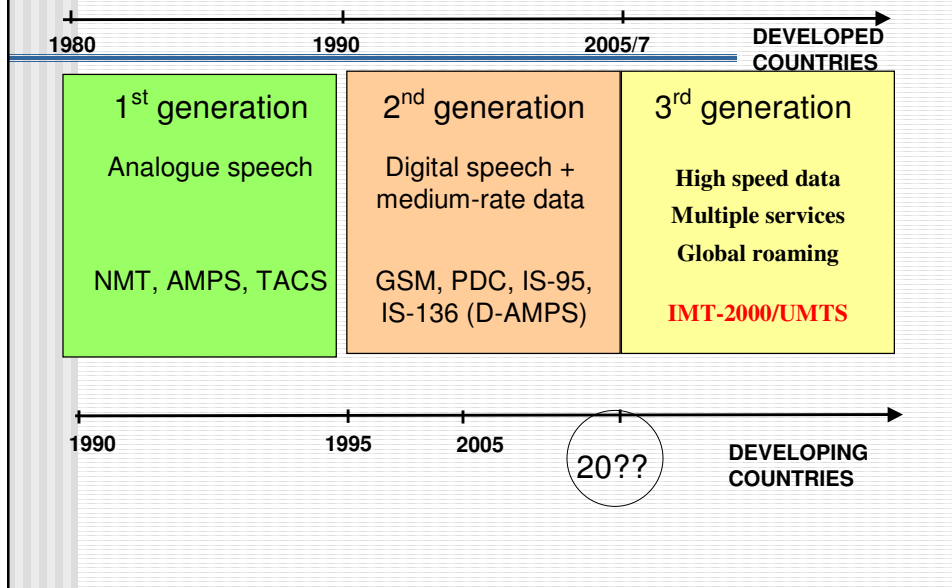 1980 1990 2005/7 DEVELOPED
COUNTRIES
1st generation
Analogue speech
NMT, AMPS, TACS
2nd generation
Digital speech +
medium-rate data
GSM, PDC, IS-95,
IS-136 (D-AMPS)
3rd generation
High speed data
Multiple services
Global roaming
IMT-2000/UMTS
1990 1995 2005 20?? DEVELOPING
COUNTRIES